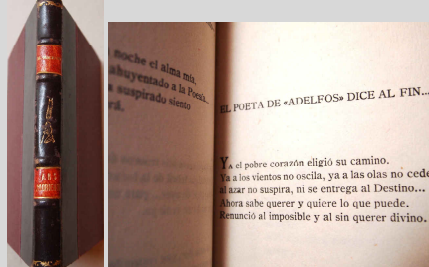 ARS
noche el alma mía,
ahuyentado a la Poesía...
a suspirado siento
rá.
EL POETA DE «ADELFOS» DICE AL FIN...
Ya el pobre corazón eligió su camino.
Ya a los vientos no oscila, ya a las olas no cede
al azar no suspira, ni se entrega al Destino...
Ahora sabe querer y quiere lo que puede.
Renunció al imposible y al sin querer divino.